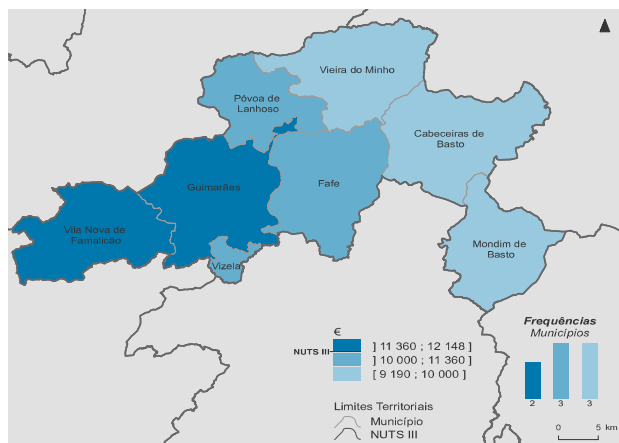 Vieira do Minho
Póvoa de
Lanhoso
Cabeceiras de
Basto
Guimarães
Fafe
Vila Nova de
Famalicão
Vizela
Mondim de
Basto
€
NUTS III
] 11 360 ; 12 148 ]
] 10 000 ; 11 360 ]
[ 9 190 ; 10 000 ]
Limites Territoriais
Município
NUTS III
Frequências
Municípios
2 3 3
0 5 km